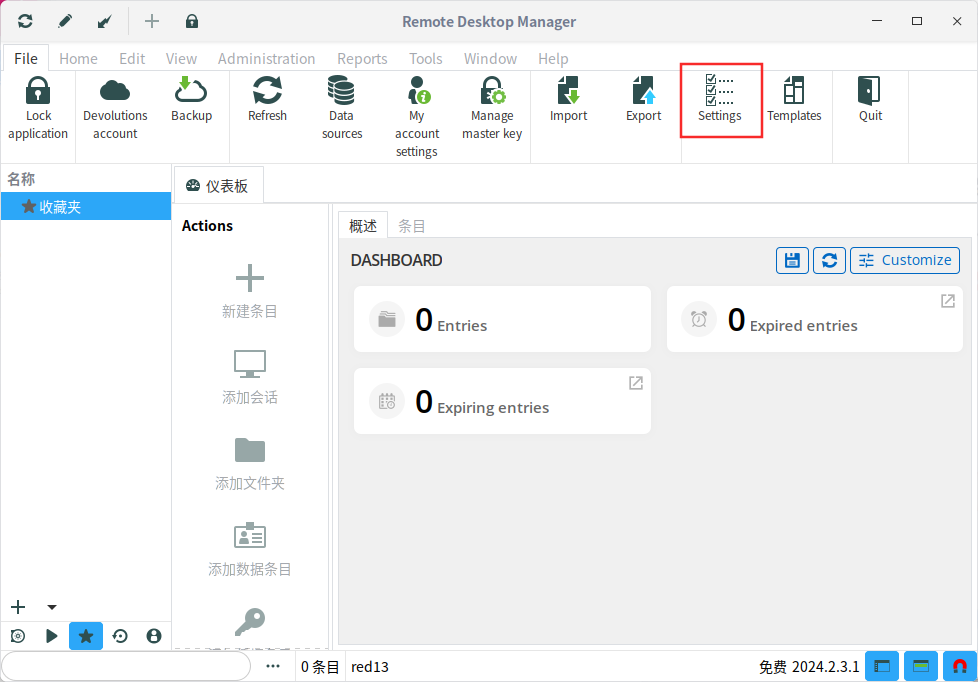 Remote Desktop Manager
File Home Edit View Administration Reports Tools Window Help
Lock application
Devolutions account
Backup
Refresh
Data sources
My account settings
Manage master key
Import
Export
Settings
Templates
Quit
名称
收藏夹
仪表板
Actions
新建条目
添加会话
添加文件夹
添加数据条目
概述 条目
DASHBOARD
Customize
0 Entries
0 Expired entries
0 Expiring entries
0 条目 red13 免费 2024.2.3.1